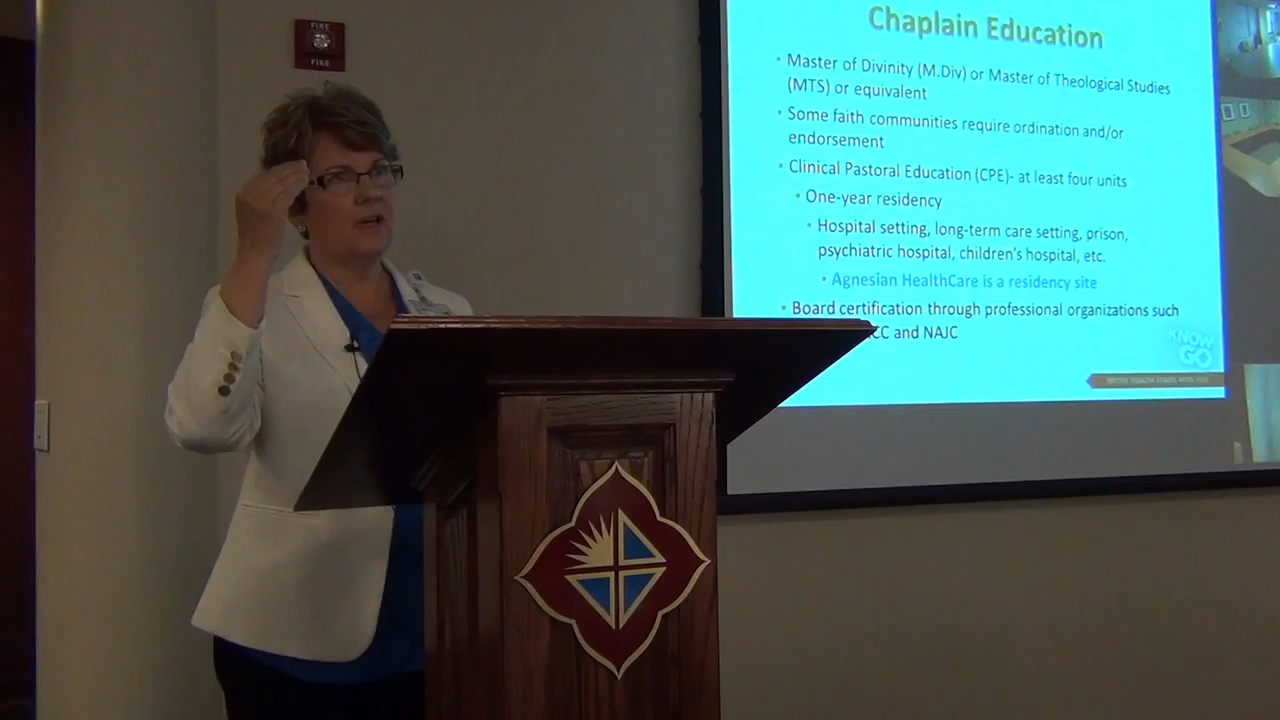 FIRE
FIRE
Chaplain Education
Master of Divinity (M.Div) or Master of Theological Studies
(MTS) or equivalent
Some faith communities require ordination and/or
endorsement
Clinical Pastoral Education (CPE)- at least four units
One-year residency
Hospital setting, long-term care setting, prison,
psychiatric hospital, children's hospital, etc.
Agnesian HealthCare is a residency site
Board certification through professional organizations such
CC and NAJC
KNOW
GO